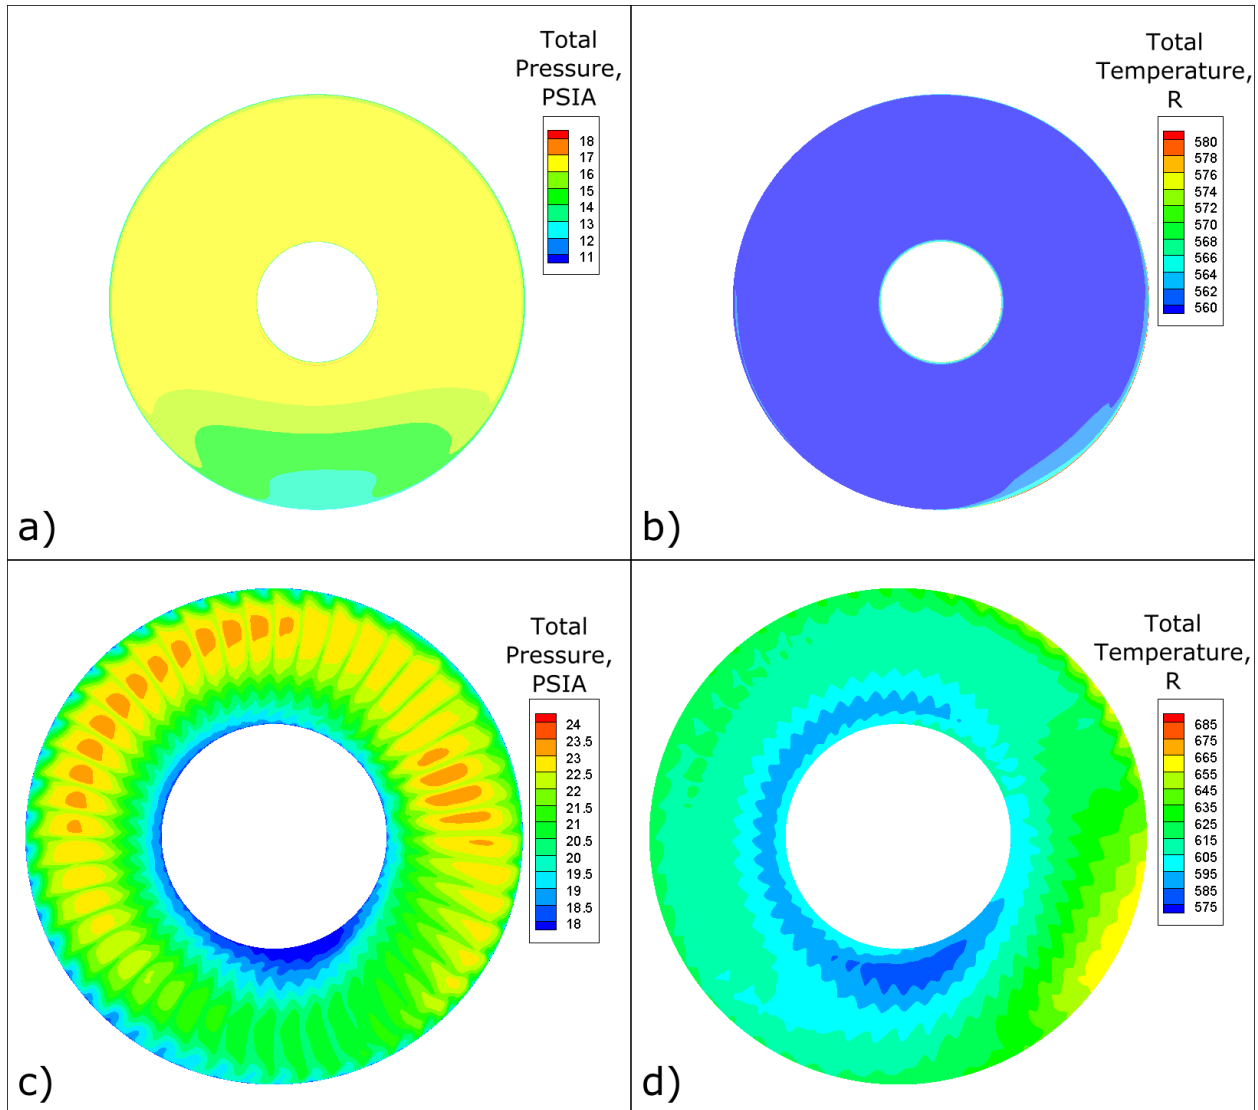 Total
Pressure,
PSIA
18
17
16
15
14
13
12
11
a)
Total
Temperature,
R
580
578
576
574
572
570
568
566
564
562
560
b)
Total
Pressure,
PSIA
24
23.5
23
22.5
22
21.5
21
20.5
20
19.5
19
18.5
18
c)
Total
Temperature,
R
685
675
665
655
645
635
625
615
605
595
585
575
d)